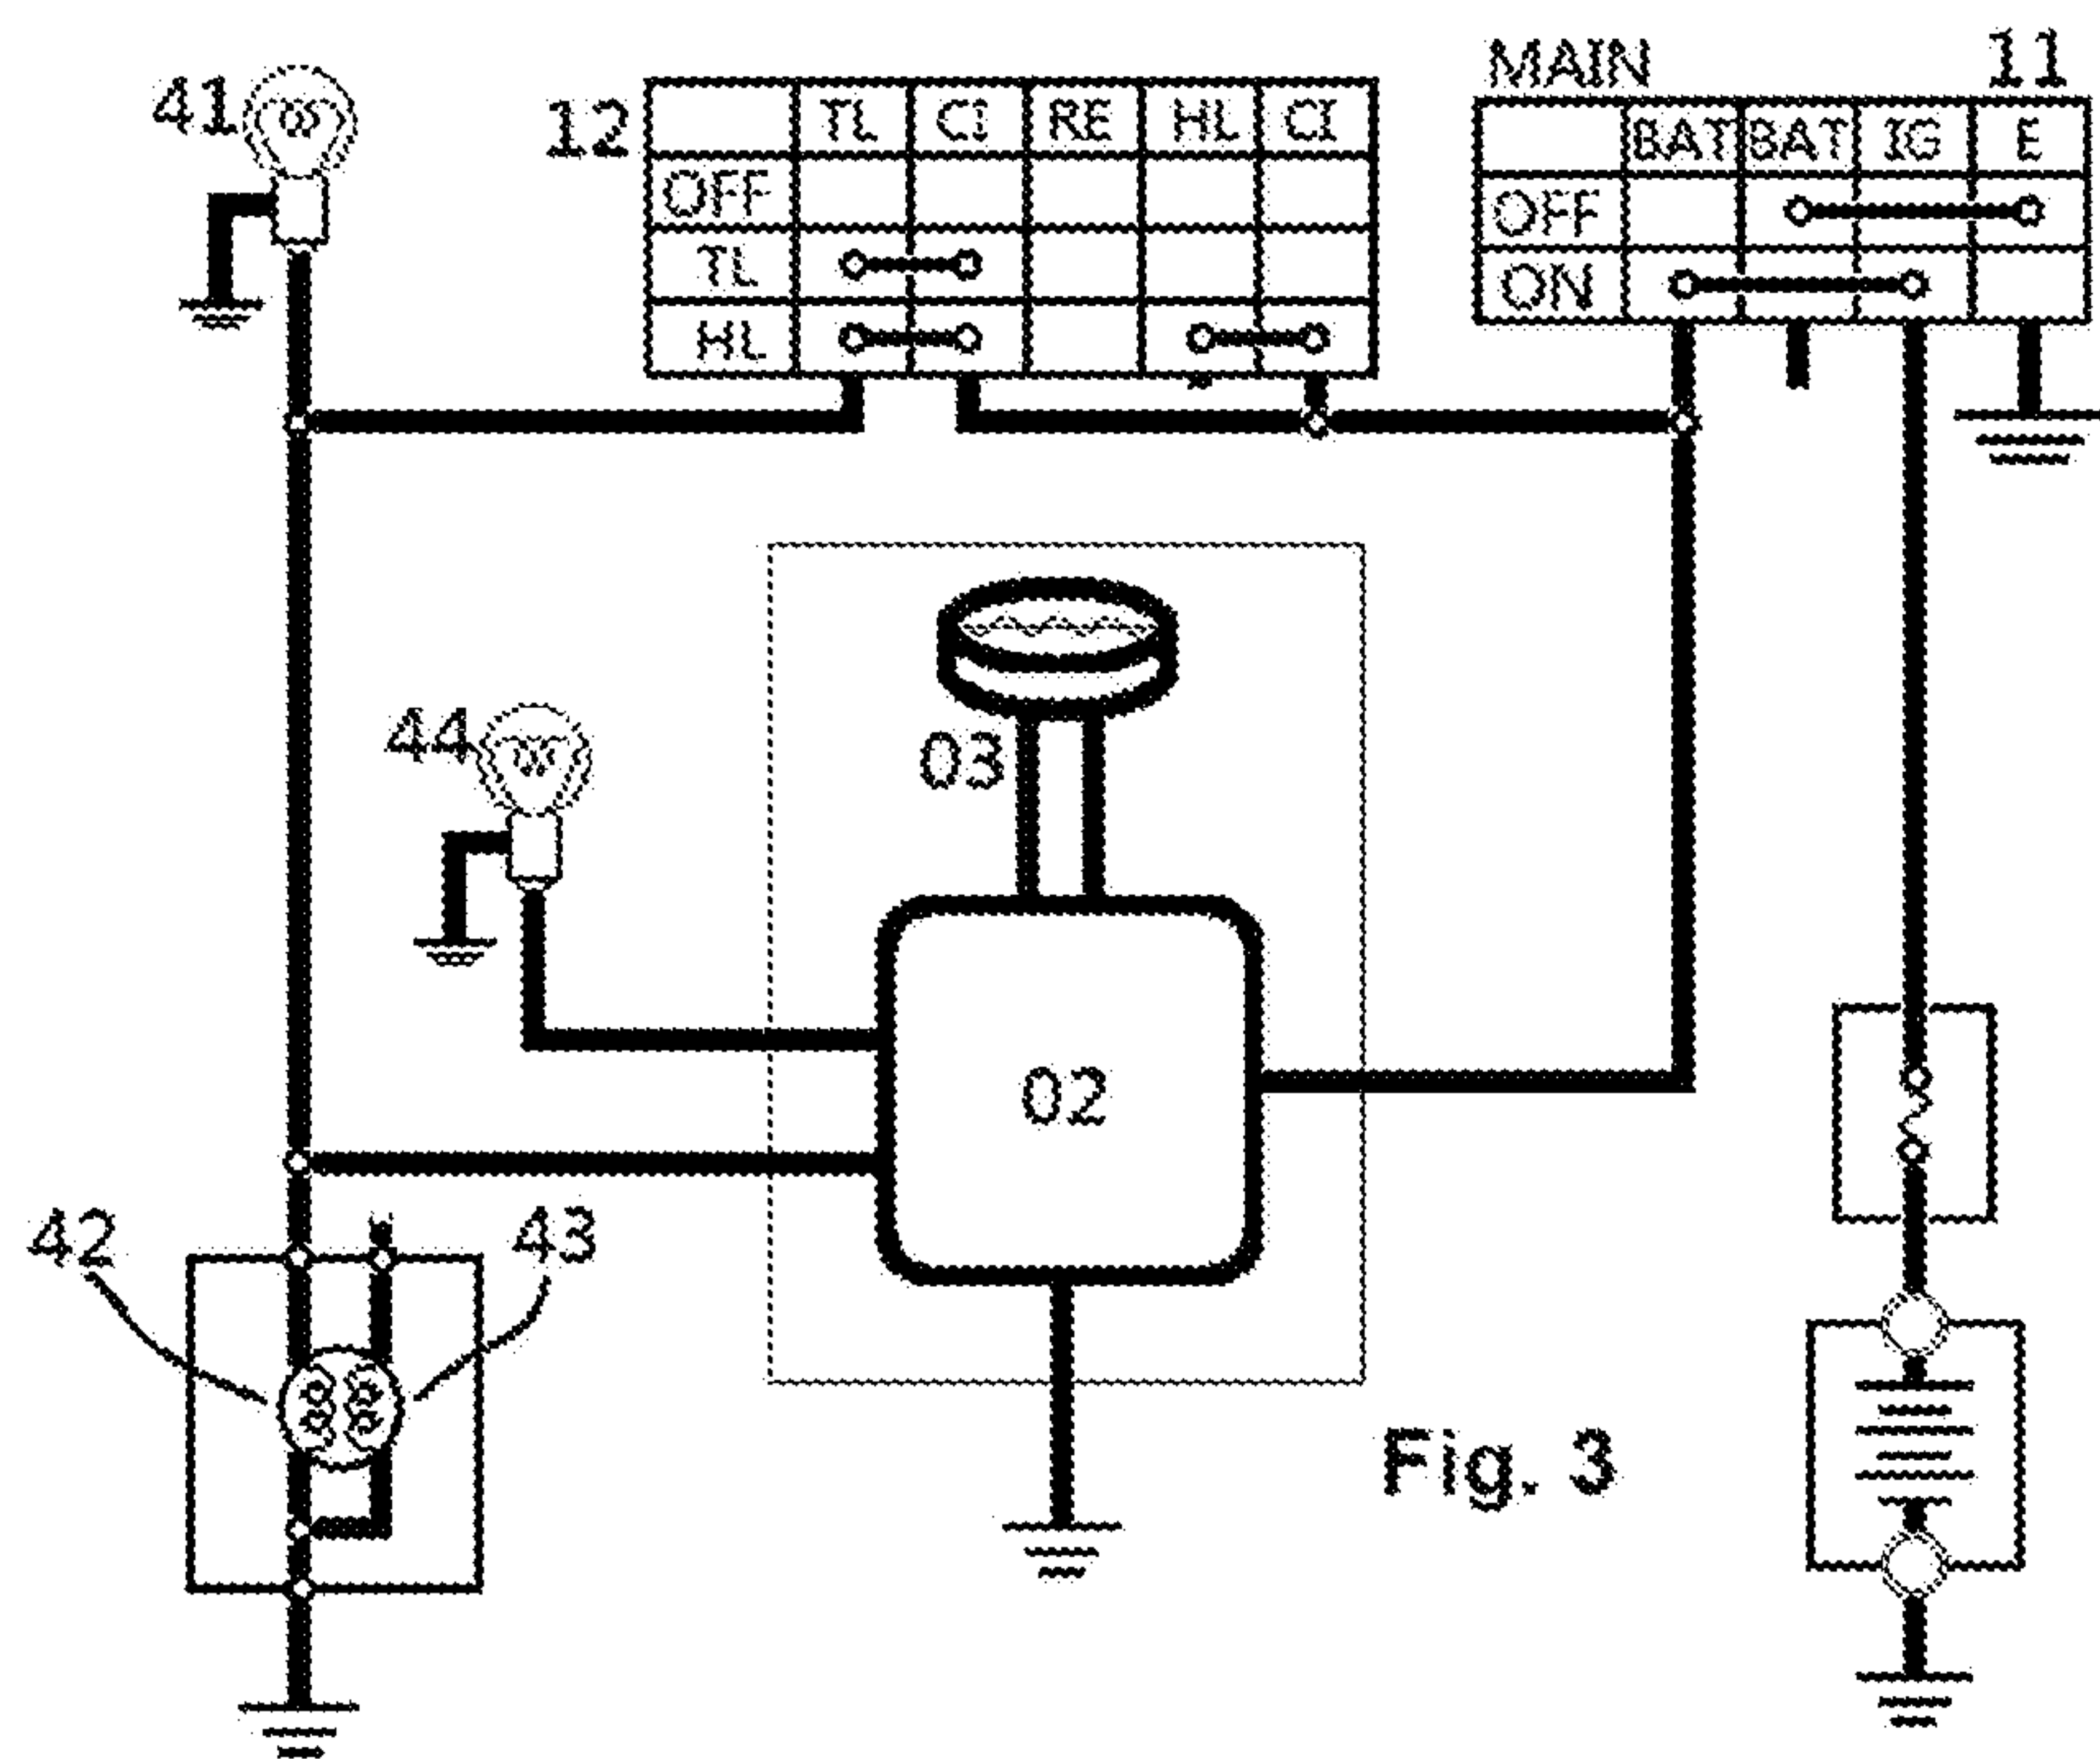 MAIN 11
41
12
TL C1 RE HL CI
OFF
TL
HL
BAT BAT IG E
OFF
ON
44
03
02
42
43
Fig. 3